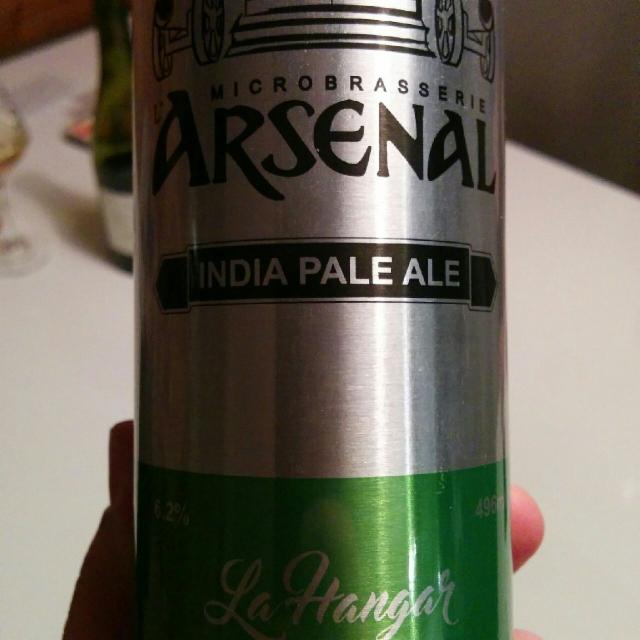 MICROBRASSERIE
L'ARSENAL
INDIA PALE ALE
6.2%
La Hangar